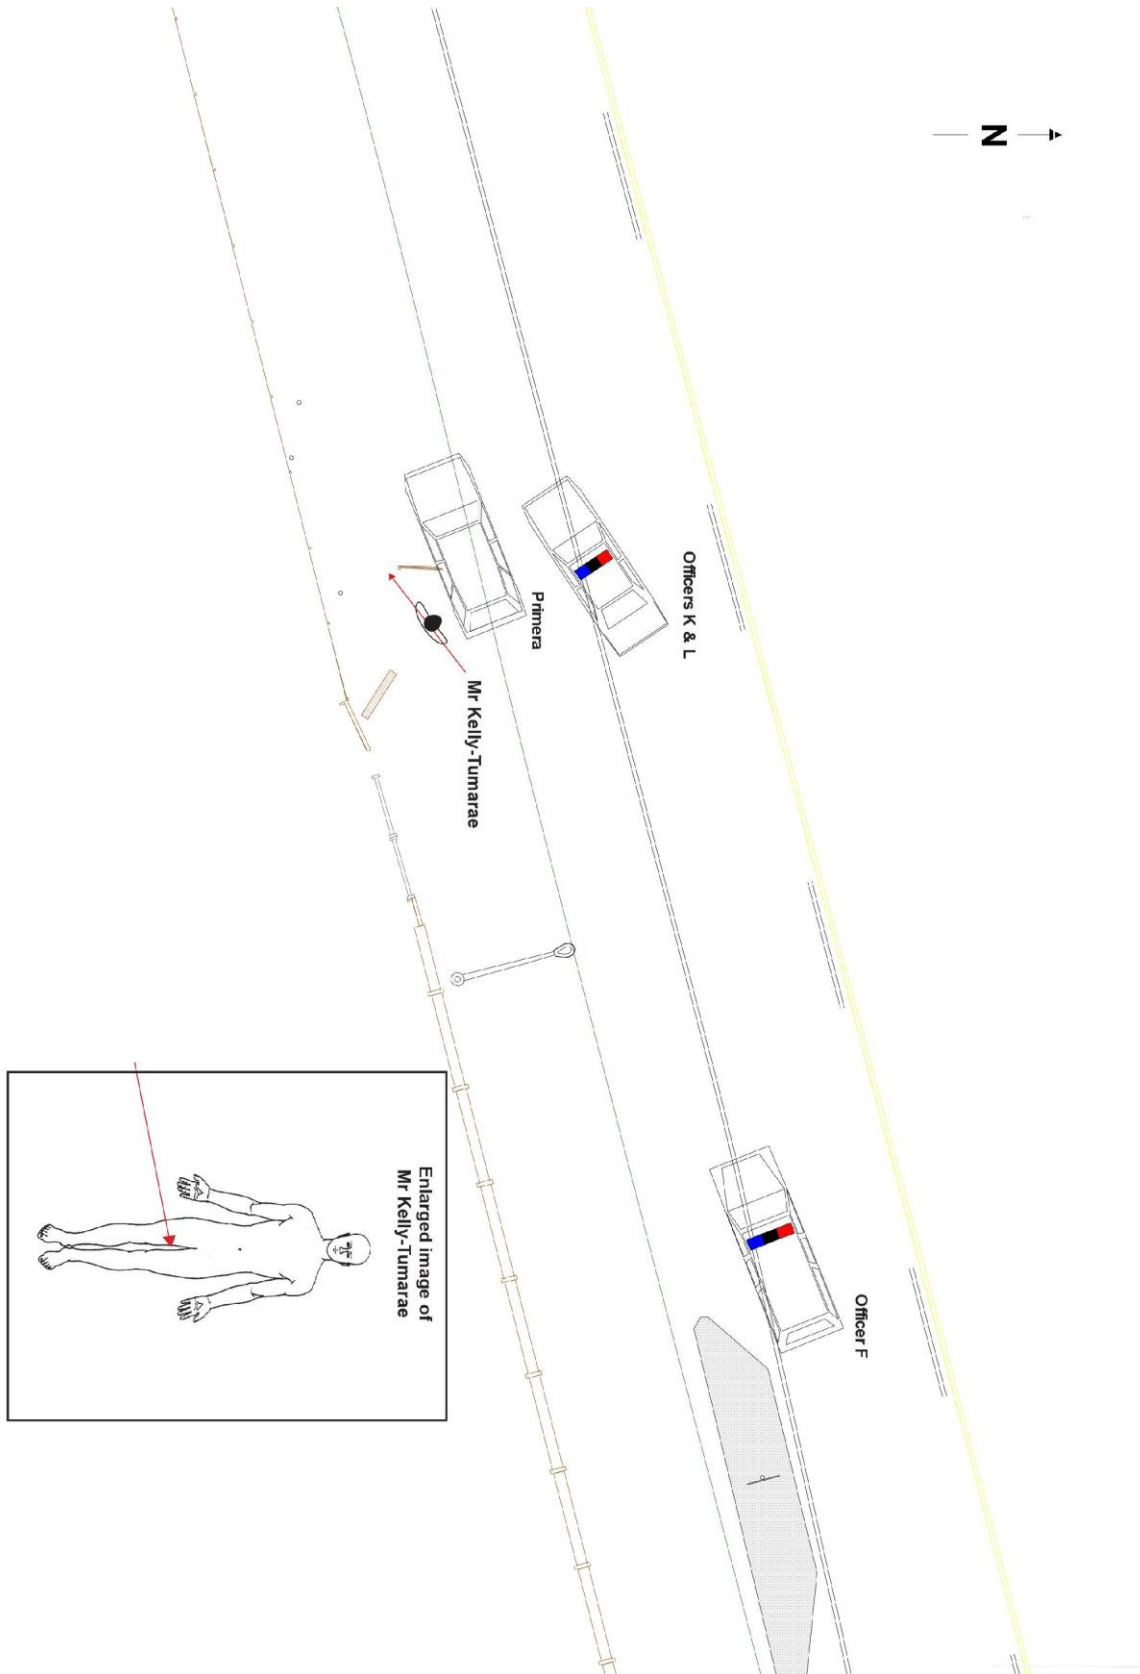 N
Officers K & L
Primera
Mr Kelly-Tumarae
Officer F
Enlarged image of
Mr Kelly-Tumarae